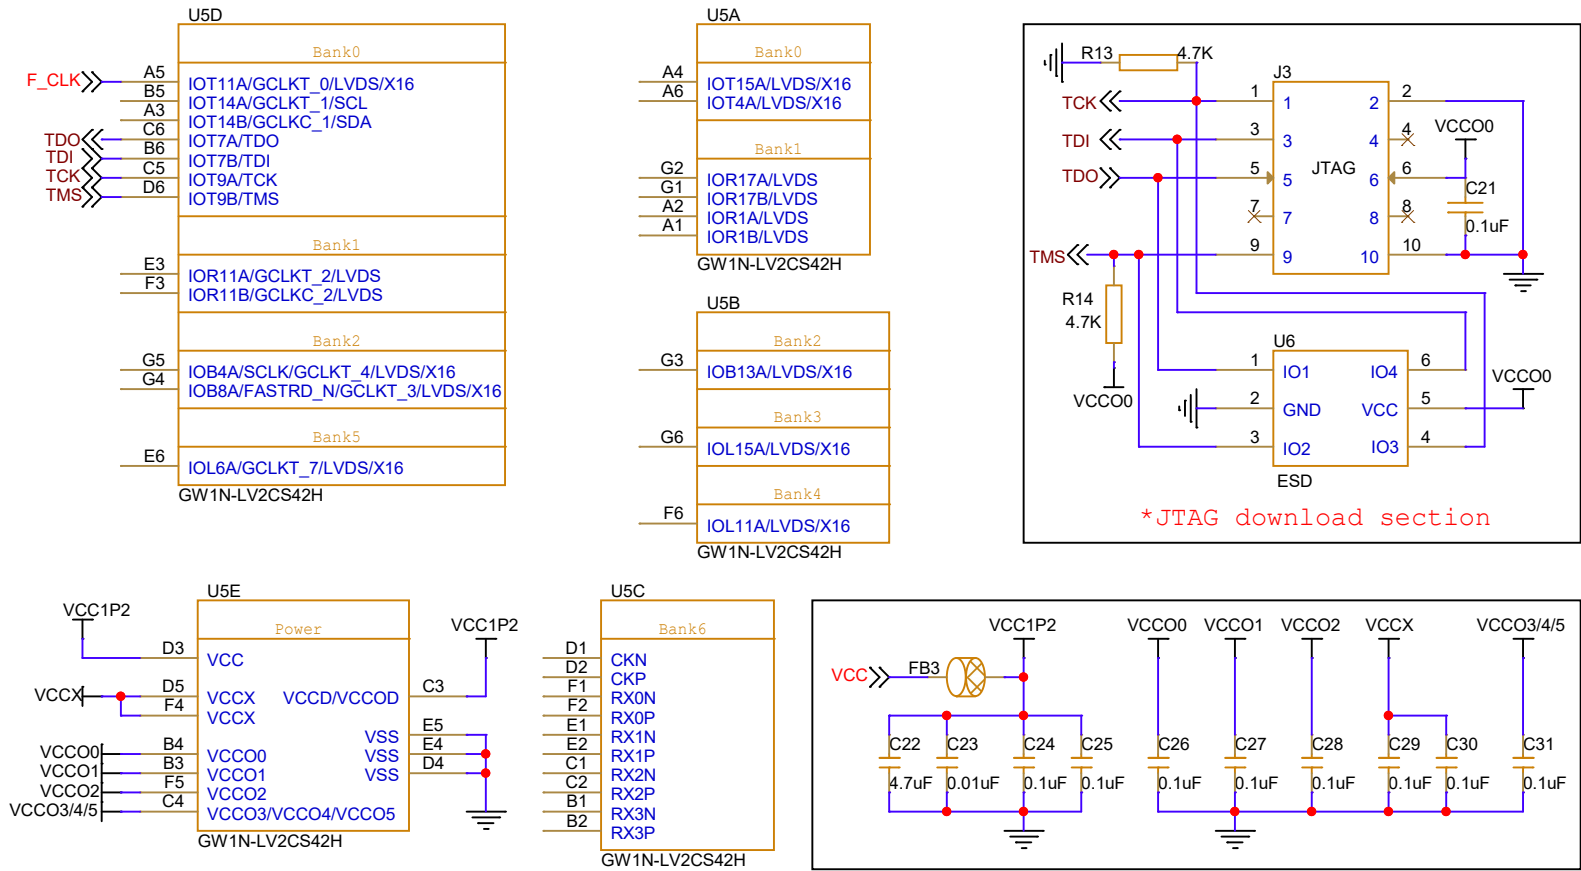 U5D
Bank0
F_CLK
A5
IOT11A/GCLKT_0/LVDS/X16
B5
IOT14A/GCLKT_1/SCL
A3
IOT14B/GCLKC_1/SDA
TDO
C6
IOT7A/TDO
TDI
B6
IOT7B/TDI
TCK
C5
IOT9A/TCK
TMS
D6
IOT9B/TMS
Bank1
E3
IOR11A/GCLKT_2/LVDS
F3
IOR11B/GCLKC_2/LVDS
Bank2
G5
IOB4A/SCLK/GCLKT_4/LVDS/X16
G4
IOB8A/FASTRD_N/GCLKT_3/LVDS/X16
Bank5
E6
IOL6A/GCLKT_7/LVDS/X16
GW1N-LV2CS42H
U5A
Bank0
A4
IOT15A/LVDS/X16
A6
IOT4A/LVDS/X16
Bank1
G2
IOR17A/LVDS
G1
IOR17B/LVDS
A2
IOR1A/LVDS
A1
IOR1B/LVDS
GW1N-LV2CS42H
U5B
Bank2
G3
IOB13A/LVDS/X16
Bank3
G6
IOL15A/LVDS/X16
Bank4
F6
IOL11A/LVDS/X16
GW1N-LV2CS42H
R13
4.7K
J3
TCK
1
1
2
2
TDI
3
3
4
4
VCCO0
TDO
5
5
JTAG
6
6
C21
0.1uF
7
7
8
8
TMS
9
9
10
10
R14
4.7K
VCCO0
U6
1
IO1
IO4
6
2
GND
VCC
5
VCCO0
3
IO2
IO3
4
ESD
*JTAG download section
U5E
Power
VCC1P2
D3
VCC
VCC1P2
VCCX
D5
VCCX
VCCD/VCCOD
C3
F4
VCCX
VSS
E5
VCCO0
B4
VCCO0
VSS
E4
VCCO1
B3
VCCO1
VSS
D4
VCCO2
F5
VCCO2
VCCO3/4/5
C4
VCCO3/VCCO4/VCCO5
GW1N-LV2CS42H
U5C
Bank6
D1
CKN
D2
CKP
F1
RX0N
F2
RX0P
E1
RX1N
E2
RX1P
C1
RX2N
C2
RX2P
B1
RX3N
B2
RX3P
GW1N-LV2CS42H
VCC1P2
VCCO0
VCCO1
VCCO2
VCCX
VCCO3/4/5
VCC
FB3
C22
C23
C24
C25
C26
C27
C28
C29
C30
C31
4.7uF
0.01uF
0.1uF
0.1uF
0.1uF
0.1uF
0.1uF
0.1uF
0.1uF
0.1uF